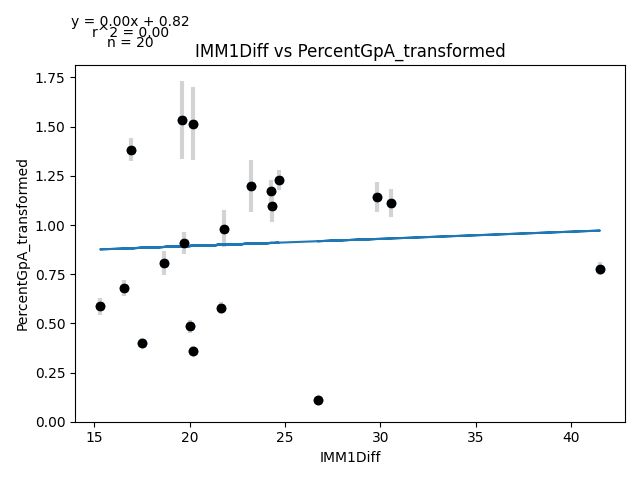 y = 0.00x + 0.82
r^2 = 0.00
n = 20
IMM1Diff vs PercentGpA_transformed
PercentGpA_transformed
1.75
1.50
1.25
1.00
0.75
0.50
0.25
0.00
15 20 25 30 35 40
IMM1Diff